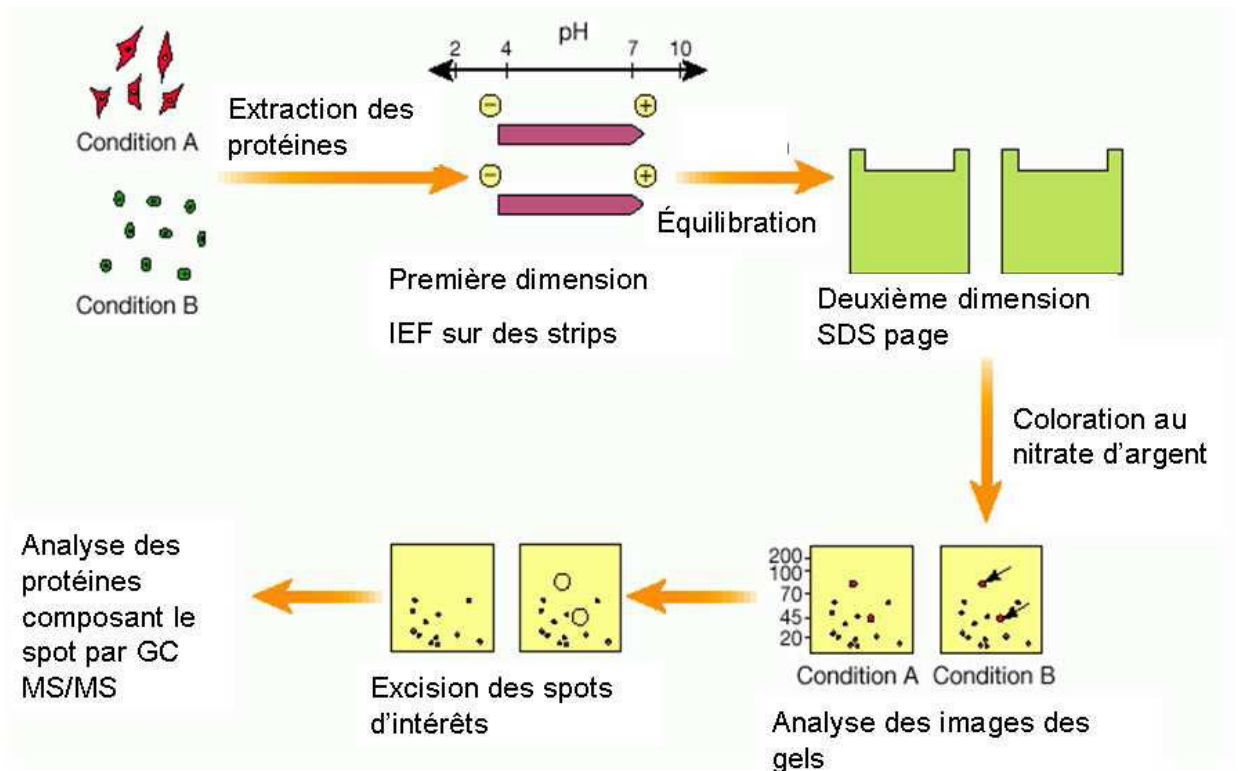 pH
2 4 7 10
Extraction des
protéines
Condition A
Condition B
− +
− +
Équilibration
Première dimension
IEF sur des strips
Deuxième dimension
SDS page
Coloration au
nitrate d'argent
200
100
70
45
20
Condition A Condition B
Analyse des images des
gels
Excision des spots
d'intérêts
Analyse des
protéines
composant le
spot par GC
MS/MS